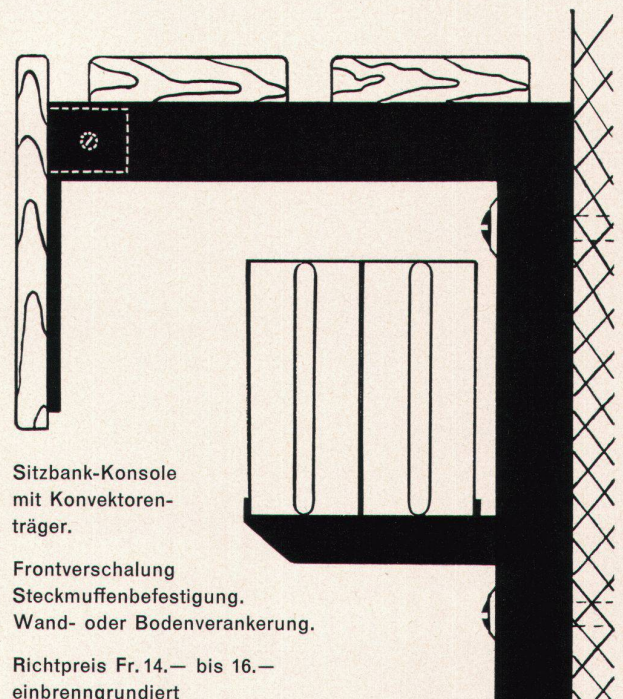 Sitzbank-Konsole
mit Konvektoren-
träger.
Frontverschalung
Steckmuffenbefestigung.
Wand- oder Bodenverankerung.
Richtpreis Fr. 14.— bis 16.—
einbrenngrundiert